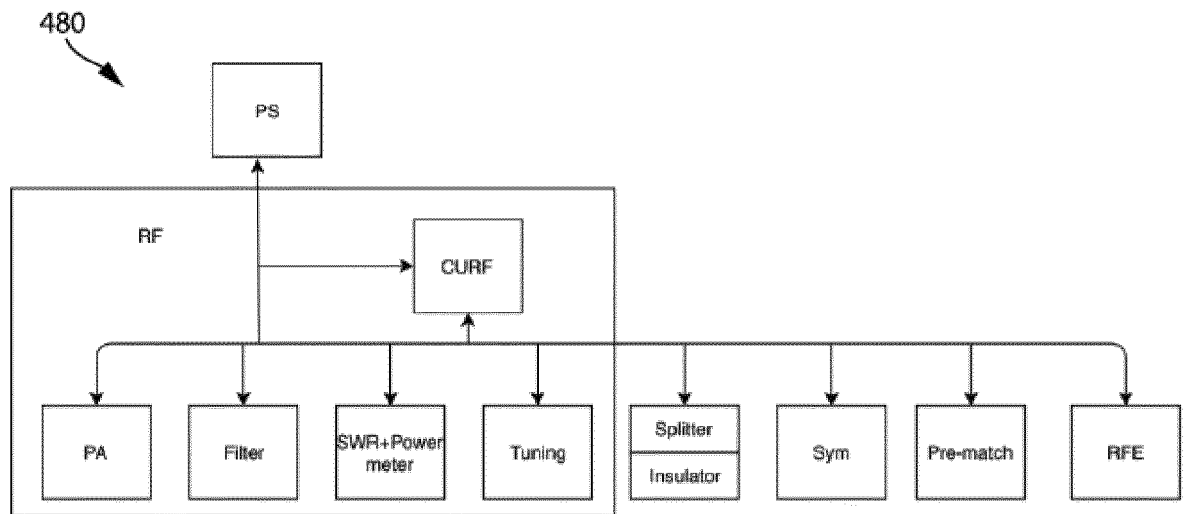 480
PS
RF
CURF
PA
Filter
SWR+Power
meter
Tuning
Splitter
Insulator
Sym
Pre-match
RFE